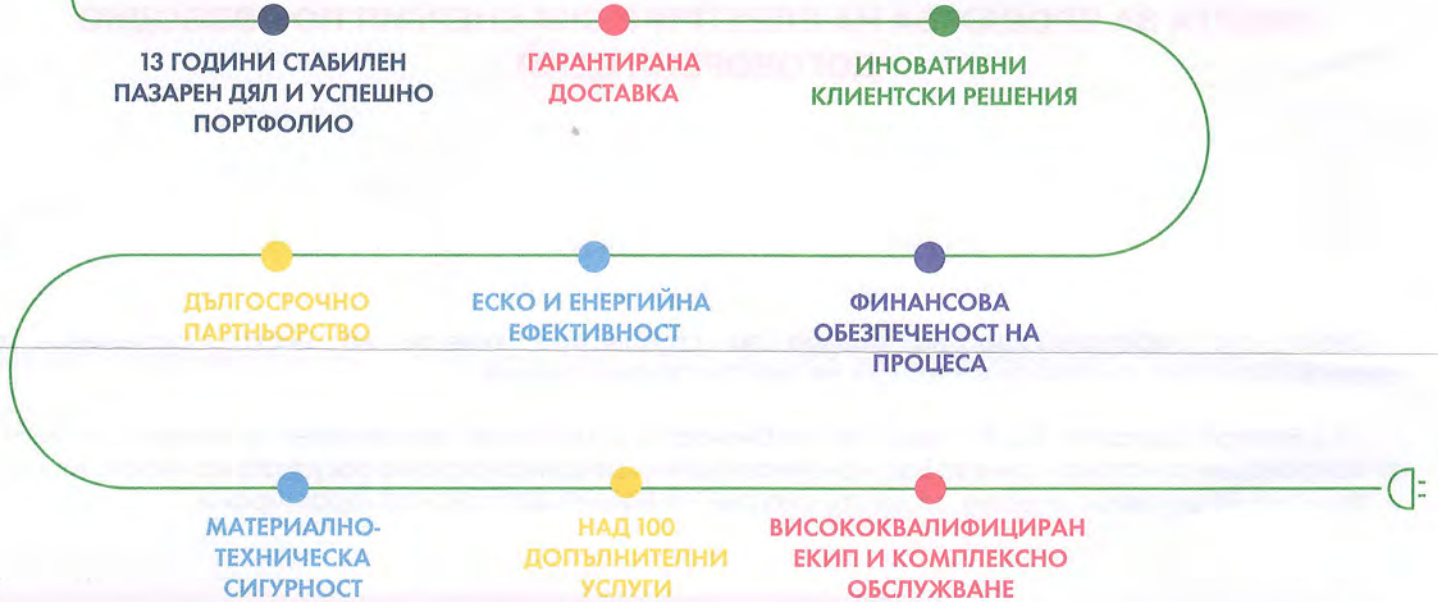 13 ГОДИНИ СТАБИЛЕН
ПАЗАРЕН ДЯЛ И УСПЕШНО
ПОРТФОЛИО
ГАРАНТИРАНА
ДОСТАВКА
ИНОВАТИВНИ
КЛИЕНТСКИ РЕШЕНИЯ
ДЪЛГОСРОЧНО
ПАРТНЬОРСТВО
ЕСКО И ЕНЕРГИЙНА
ЕФЕКТИВНОСТ
ФИНАНСОВА
ОБЕЗПЕЧЕНОСТ НА
ПРОЦЕСА
МАТЕРИАЛНО-
ТЕХНИЧЕСКА
СИГУРНОСТ
НАД 100
ДОПЪЛНИТЕЛНИ
УСЛУГИ
ВИСОКОКВАЛИФИЦИРАН
ЕКИП И КОМПЛЕКСНО
ОБСЛУЖВАНЕ